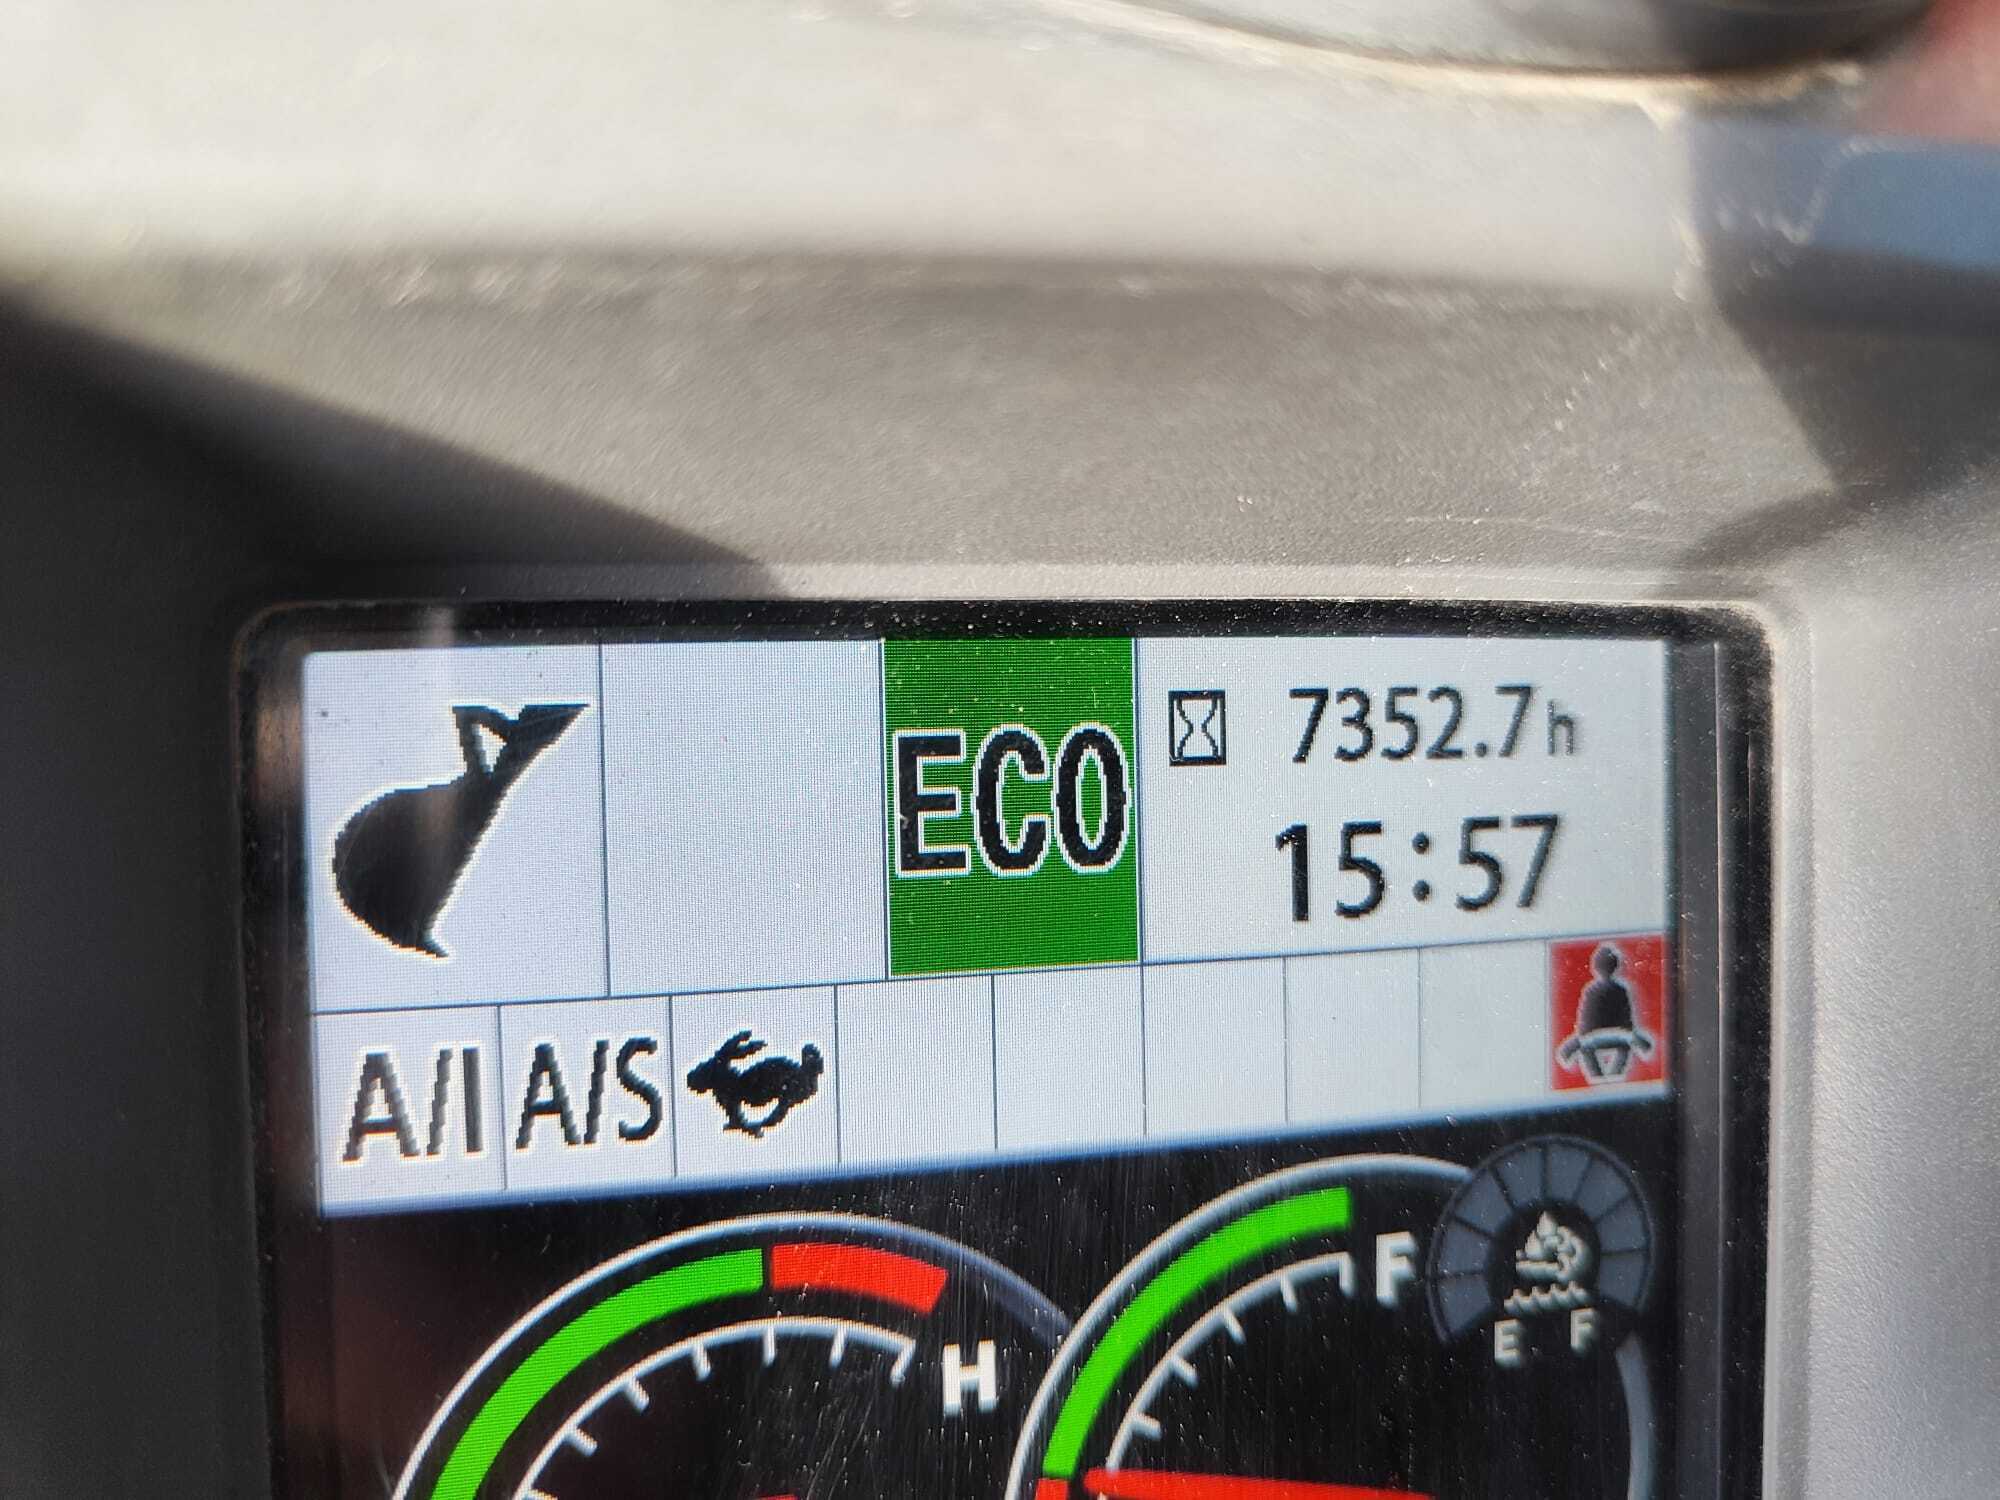 ECO
7352.7h
15:57
A/I A/S
H
F
E F